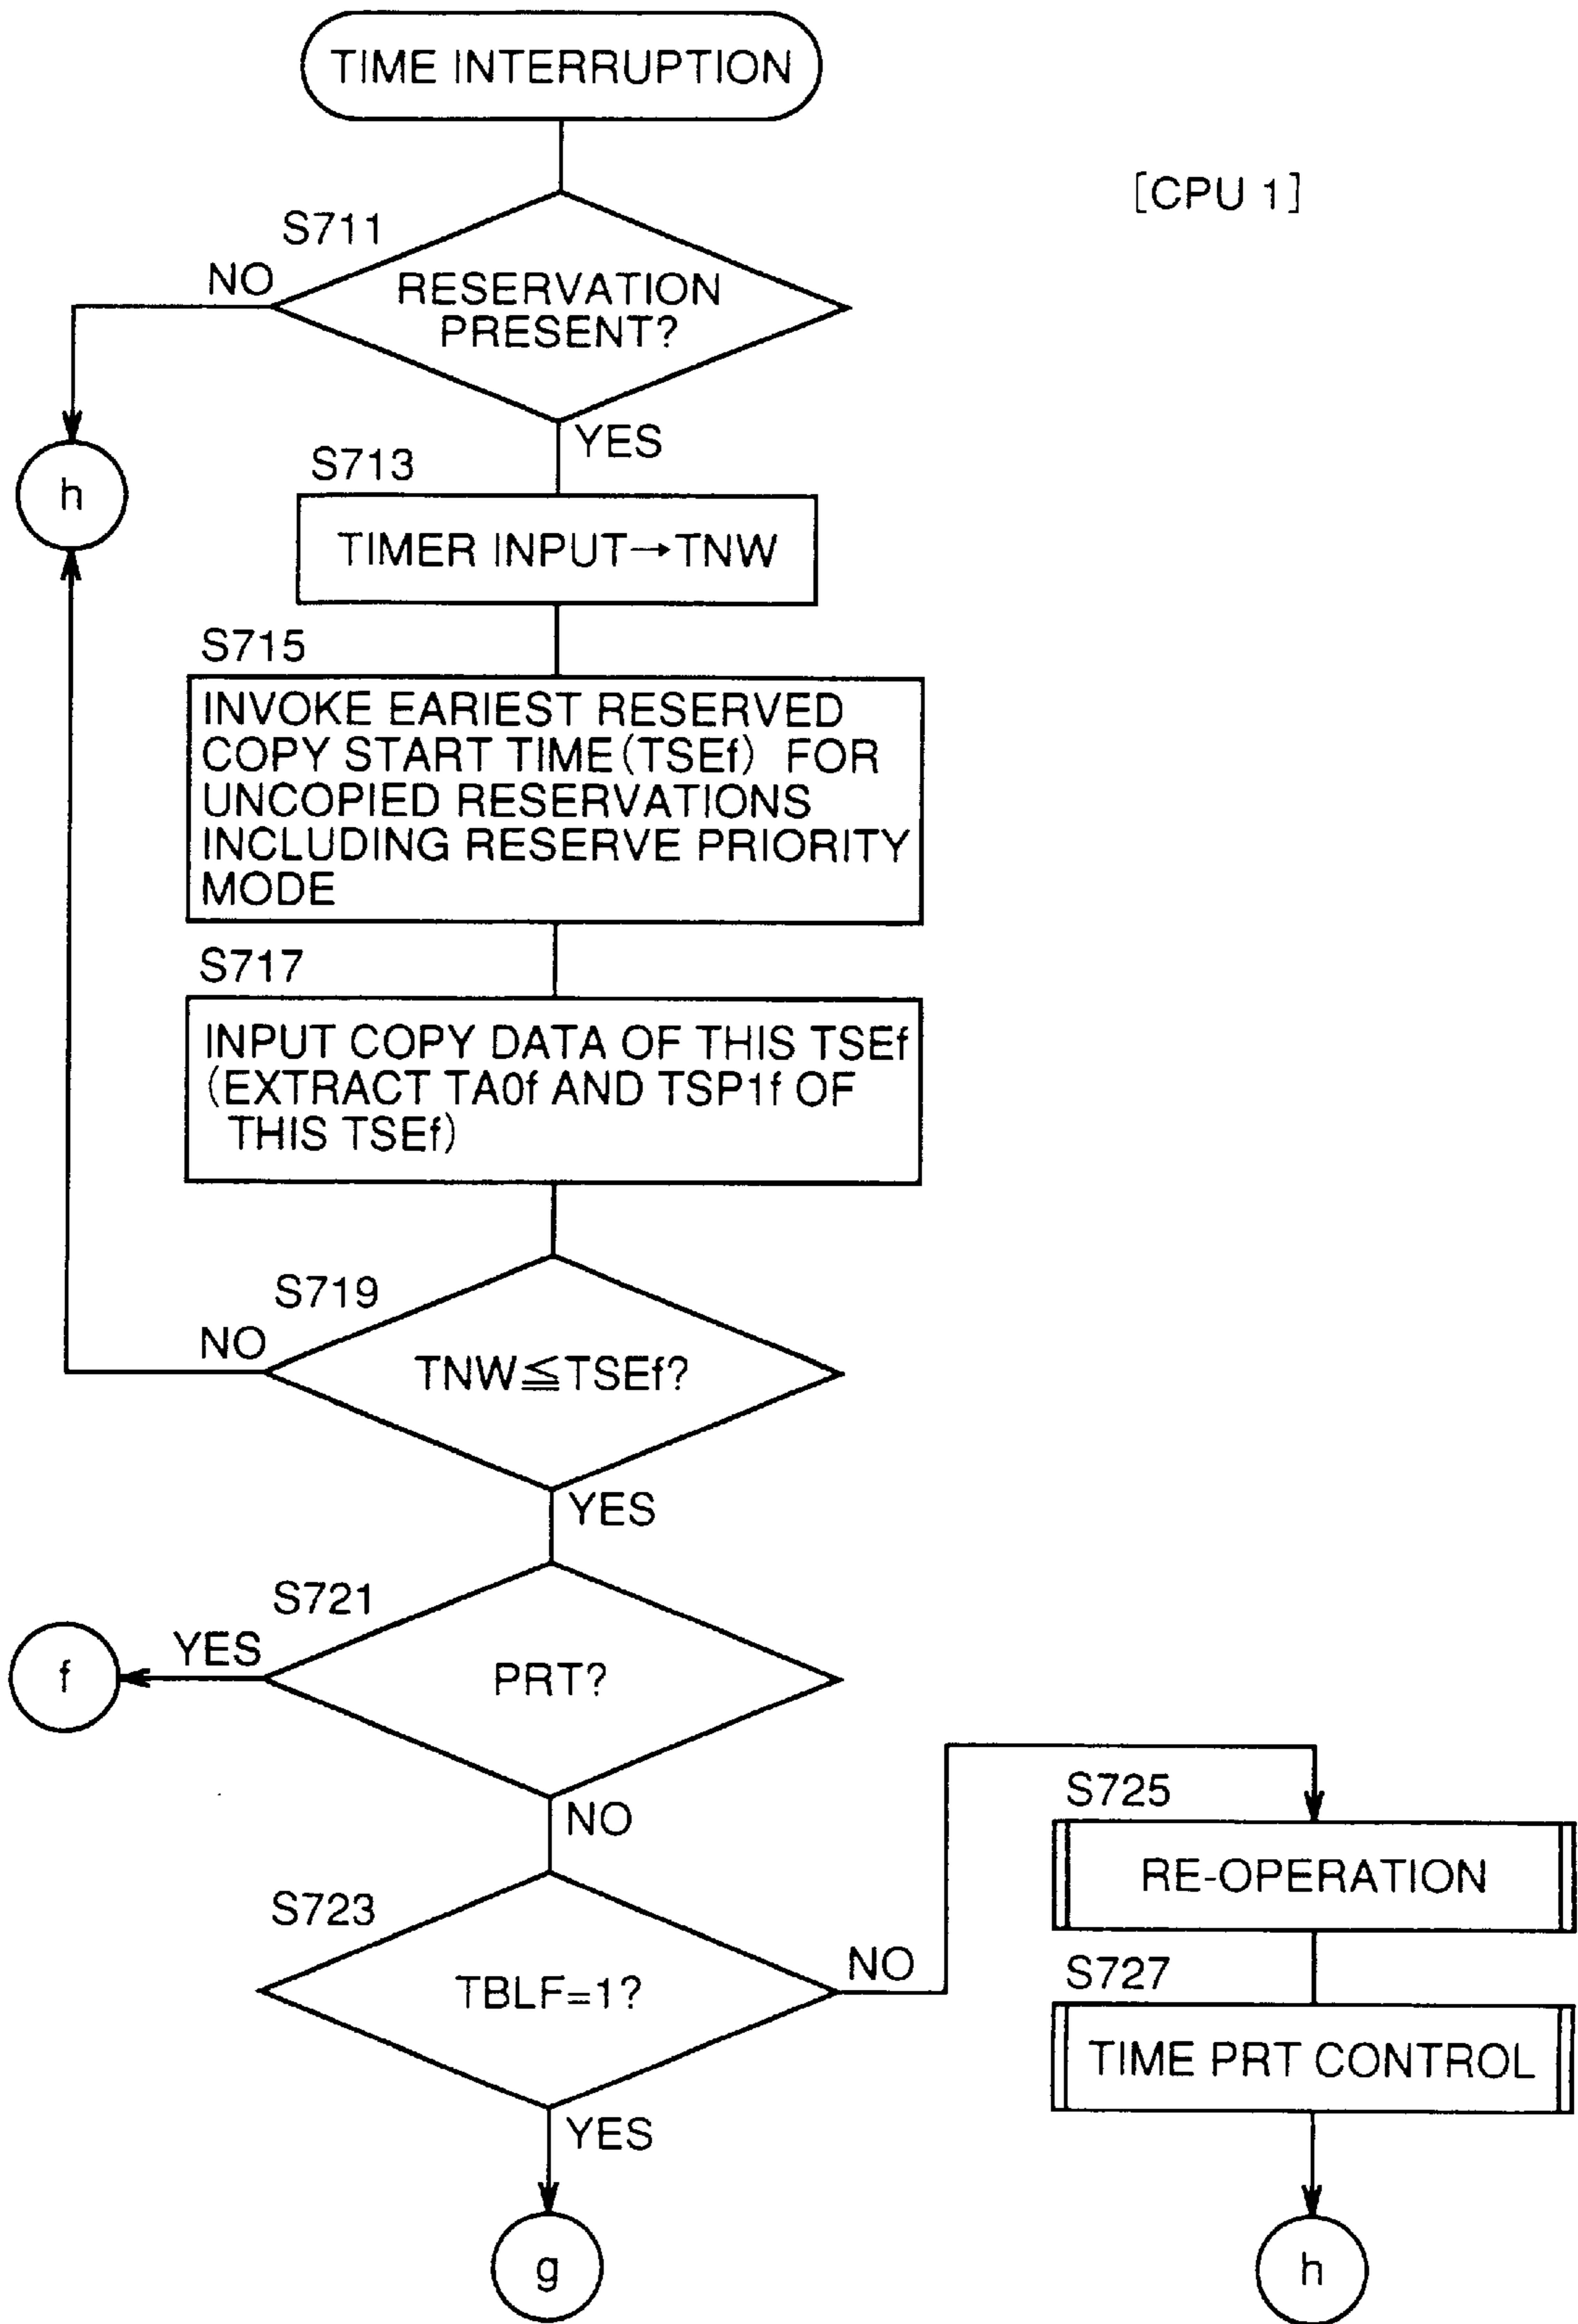 TIME INTERRUPTION
[CPU 1]
S711
NO
RESERVATION
PRESENT?
YES
h
S713
TIMER INPUT→TNW
S715
INVOKE EARIEST RESERVED
COPY START TIME(TSEf) FOR
UNCOPIED RESERVATIONS
INCLUDING RESERVE PRIORITY
MODE
S717
INPUT COPY DATA OF THIS TSEf
(EXTRACT TA0f AND TSP1f OF
THIS TSEf)
S719
NO
TNW≦TSEf?
YES
S721
YES
f
PRT?
NO
S723
TBLF=1?
NO
YES
g
S725
RE-OPERATION
S727
TIME PRT CONTROL
h